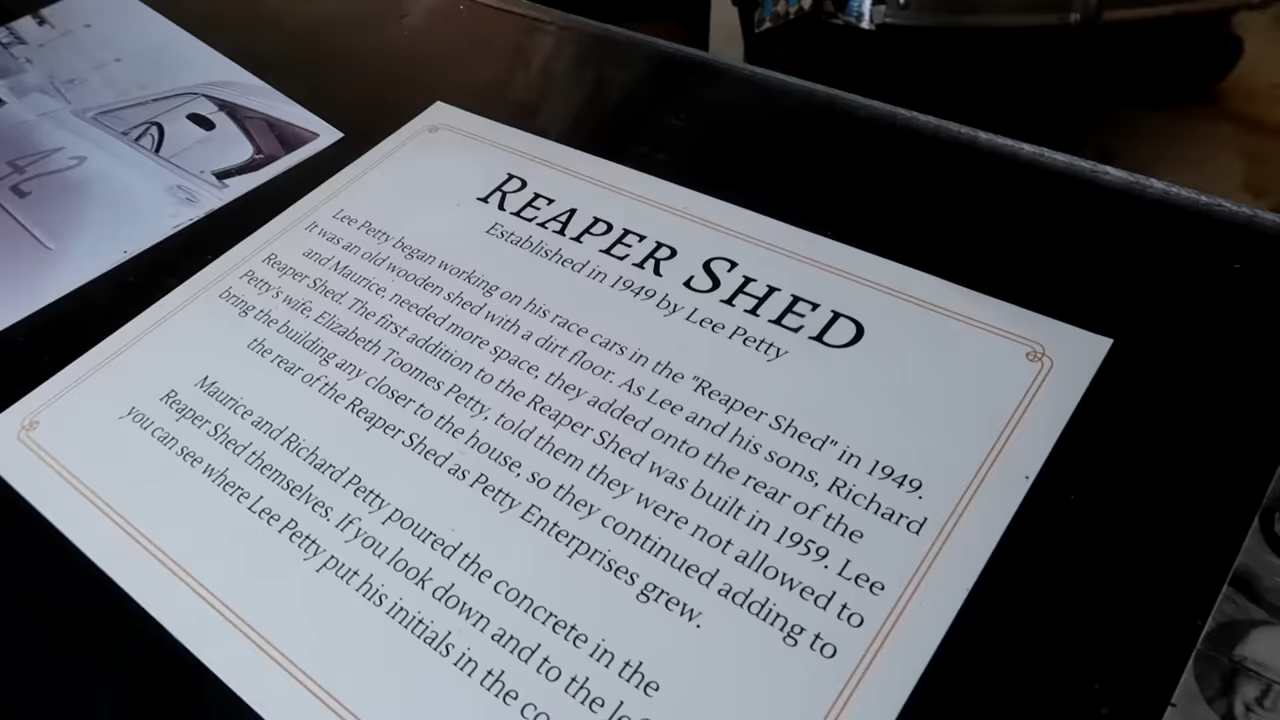 42
REAPER SHED
Established in 1949 by Lee Petty
Lee Petty began working on his race cars in the "Reaper Shed" in 1949.
It was an old wooden shed with a dirt floor. As Lee and his sons, Richard
and Maurice, needed more space, they added onto the rear of the
Reaper Shed. The first addition to the Reaper Shed was built in 1959. Lee
Petty's wife, Elizabeth Toomes Petty, told them they were not allowed to
bring the building any closer to the house, so they continued adding to
the rear of the Reaper Shed as Petty Enterprises grew.
Maurice and Richard Petty poured the concrete in the
Reaper Shed themselves. If you look down and to the
you can see where Lee Petty put his initials in the